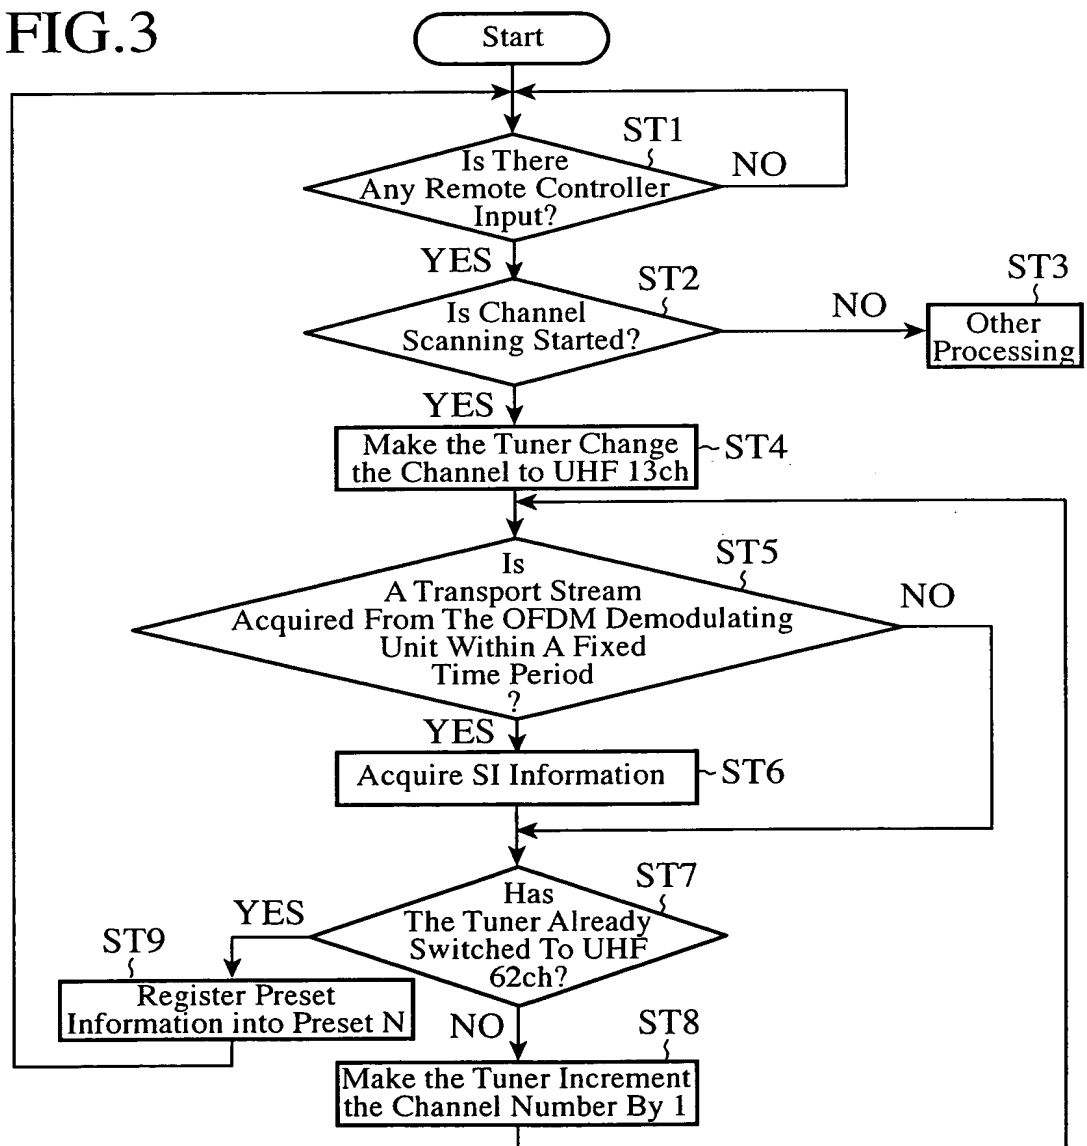 FIG.3
Start
ST1
Is There
Any Remote Controller
Input?
NO
YES
ST2
Is Channel
Scanning Started?
NO
ST3
Other
Processing
YES
Make the Tuner Change
the Channel to UHF 13ch
ST4
ST5
Is
A Transport Stream
Acquired From The OFDM Demodulating
Unit Within A Fixed
Time Period
?
NO
YES
Acquire SI Information
ST6
ST7
Has
The Tuner Already
Switched To UHF
62ch?
YES
ST9
Register Preset
Information into Preset N
NO
ST8
Make the Tuner Increment
the Channel Number By 1